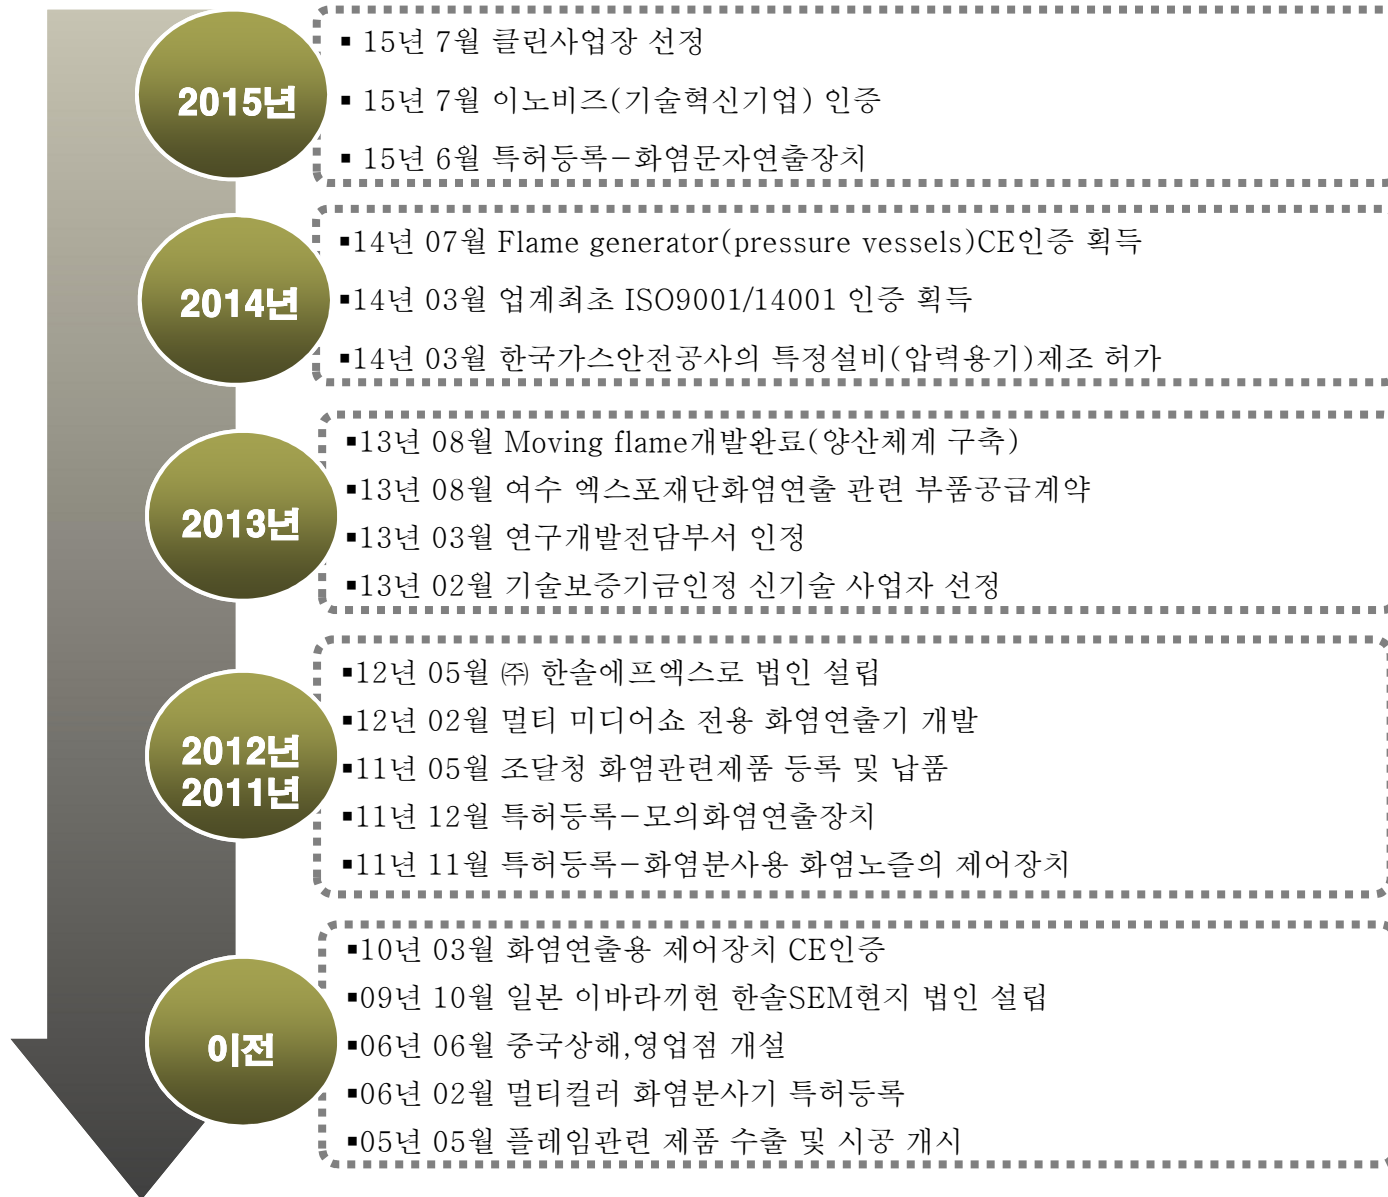 2015년
▪ 15년 7월 클린사업장 선정
▪ 15년 7월 이노비즈(기술혁신기업) 인증
▪ 15년 6월 특허등록-화염문자연출장치
2014년
▪14년 07월 Flame generator(pressure vessels)CE인증 획득
▪14년 03월 업계최초 ISO9001/14001 인증 획득
▪14년 03월 한국가스안전공사의 특정설비(압력용기)제조 허가
2013년
▪13년 08월 Moving flame개발완료(양산체계 구축)
▪13년 08월 여수 엑스포재단화염연출 관련 부품공급계약
▪13년 03월 연구개발전담부서 인정
▪13년 02월 기술보증기금인정 신기술 사업자 선정
2012년
2011년
▪12년 05월 ㈜ 한솔에프엑스로 법인 설립
▪12년 02월 멀티 미디어쇼 전용 화염연출기 개발
▪11년 05월 조달청 화염관련제품 등록 및 납품
▪11년 12월 특허등록-모의화염연출장치
▪11년 11월 특허등록-화염분사용 화염노즐의 제어장치
이전
▪10년 03월 화염연출용 제어장치 CE인증
▪09년 10월 일본 이바라끼현 한솔SEM현지 법인 설립
▪06년 06월 중국상해,영업점 개설
▪06년 02월 멀티컬러 화염분사기 특허등록
▪05년 05월 플레임관련 제품 수출 및 시공 개시